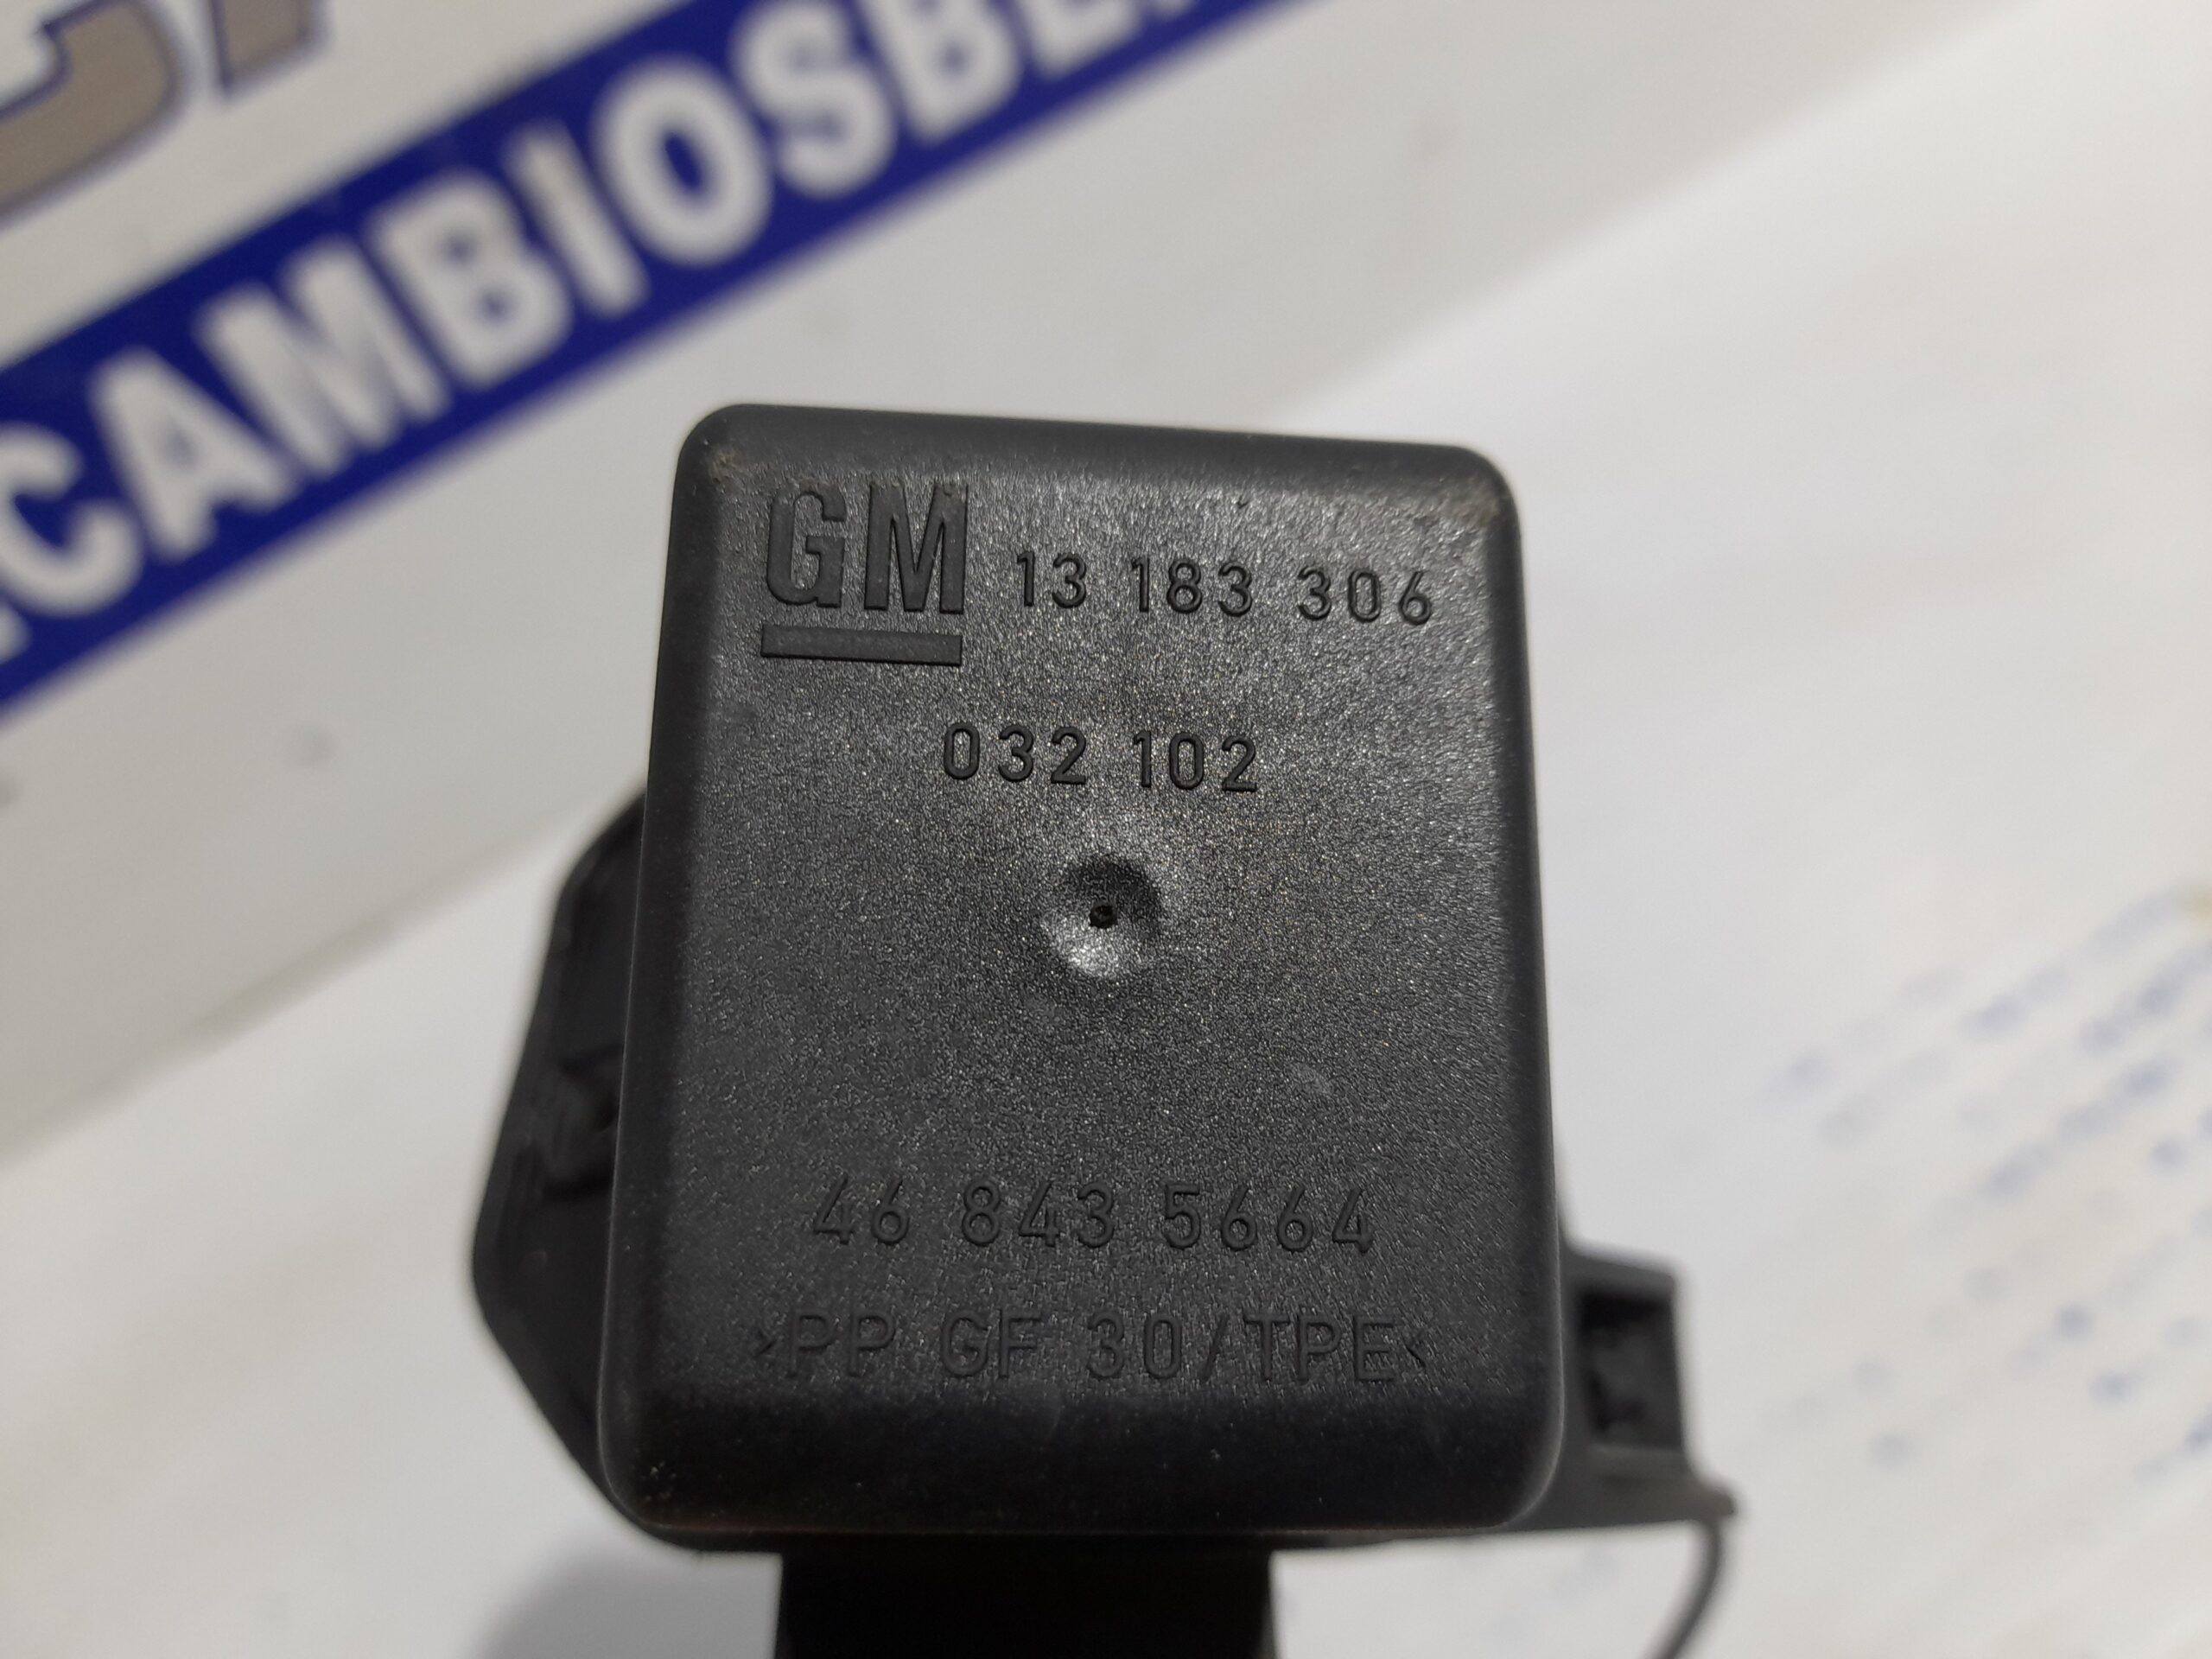 CAMBIOSBE
GM 13 183 306
032 102
46 843 5664
>PP GF 30/TPE<